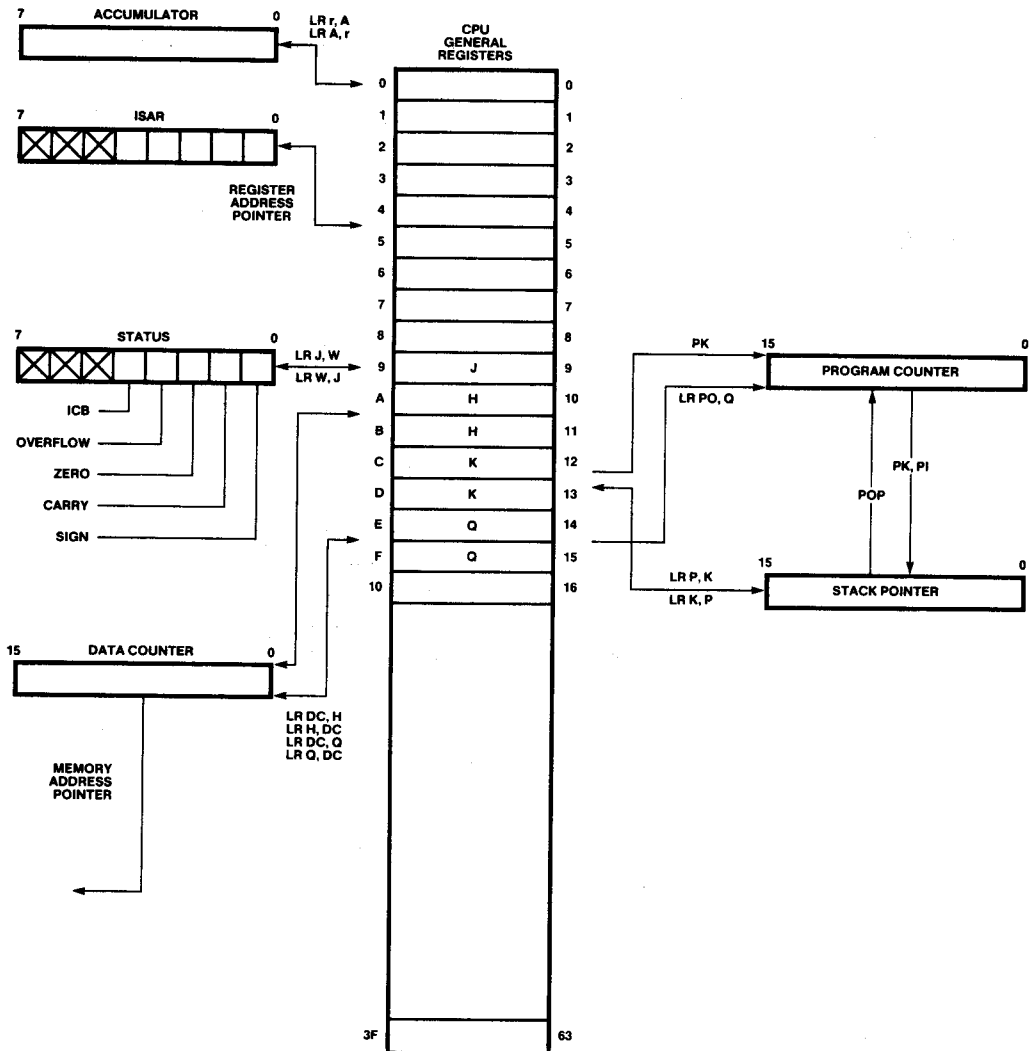 7 ACCUMULATOR 0
LR r, A
LR A, r
7 ISAR 0
REGISTER
ADDRESS
POINTER
7 STATUS 0
LR J, W
LR W, J
ICB
OVERFLOW
ZERO
CARRY
SIGN
15 DATA COUNTER 0
LR DC, H
LR H, DC
LR DC, Q
LR Q, DC
MEMORY
ADDRESS
POINTER
CPU
GENERAL
REGISTERS
0 0
1 1
2 2
3 3
4 4
5 5
6 6
7 7
8 8
9 J 9
A H 10
B H 11
C K 12
D K 13
E Q 14
F Q 15
10 16
3F 63
PK
15 0
PROGRAM COUNTER
LR PO, Q
PK, PI
POP
15 0
STACK POINTER
LR P, K
LR K, P